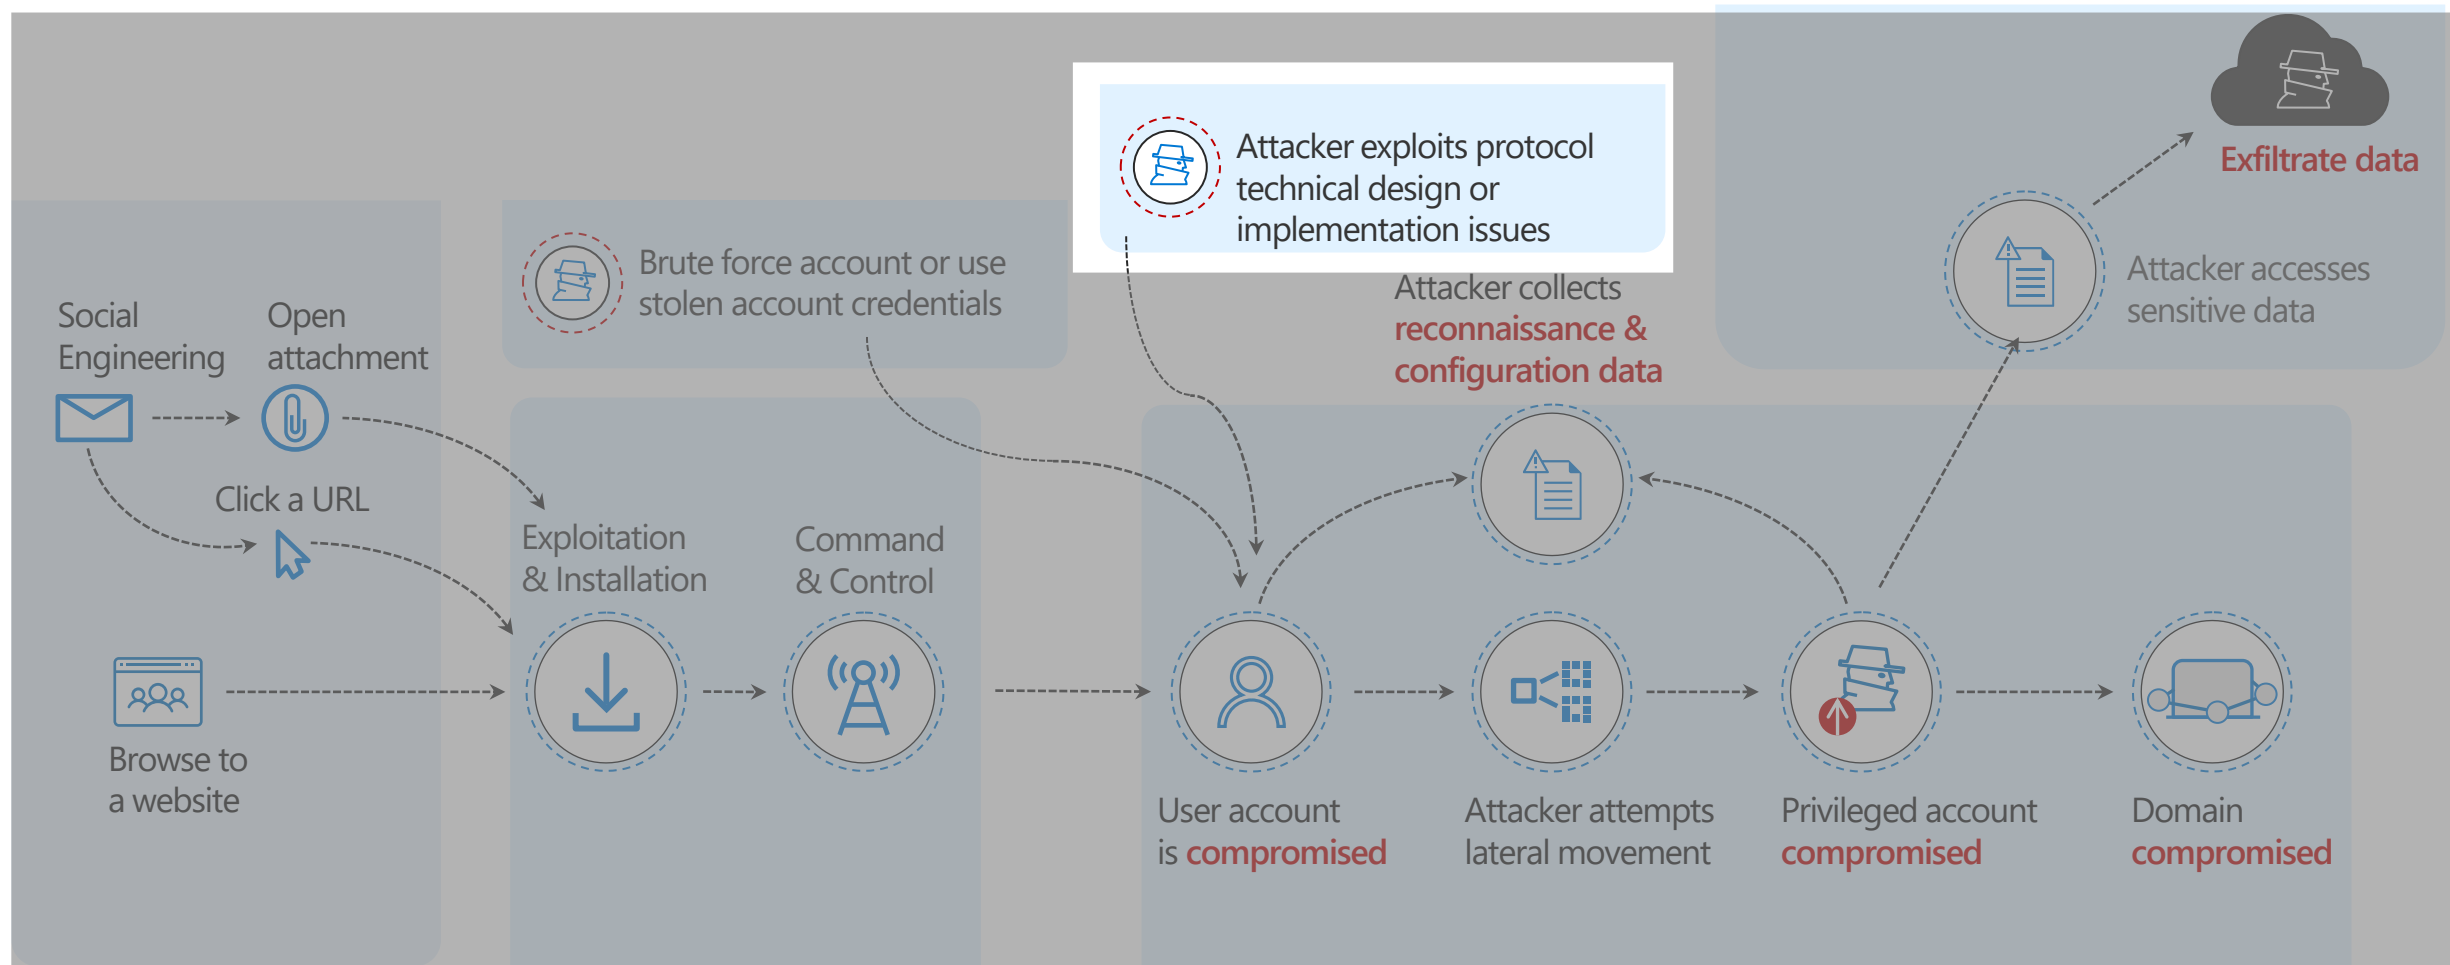 Social
Engineering
Open
attachment
Click a URL
Browse to
a website
Brute force account or use
stolen account credentials
Exploitation
& Installation
Command
& Control
Attacker exploits protocol
technical design or
implementation issues
Attacker collects
reconnaissance &
configuration data
User account
is compromised
Attacker attempts
lateral movement
Privileged account
compromised
Domain
compromised
Attacker accesses
sensitive data
Exfiltrate data